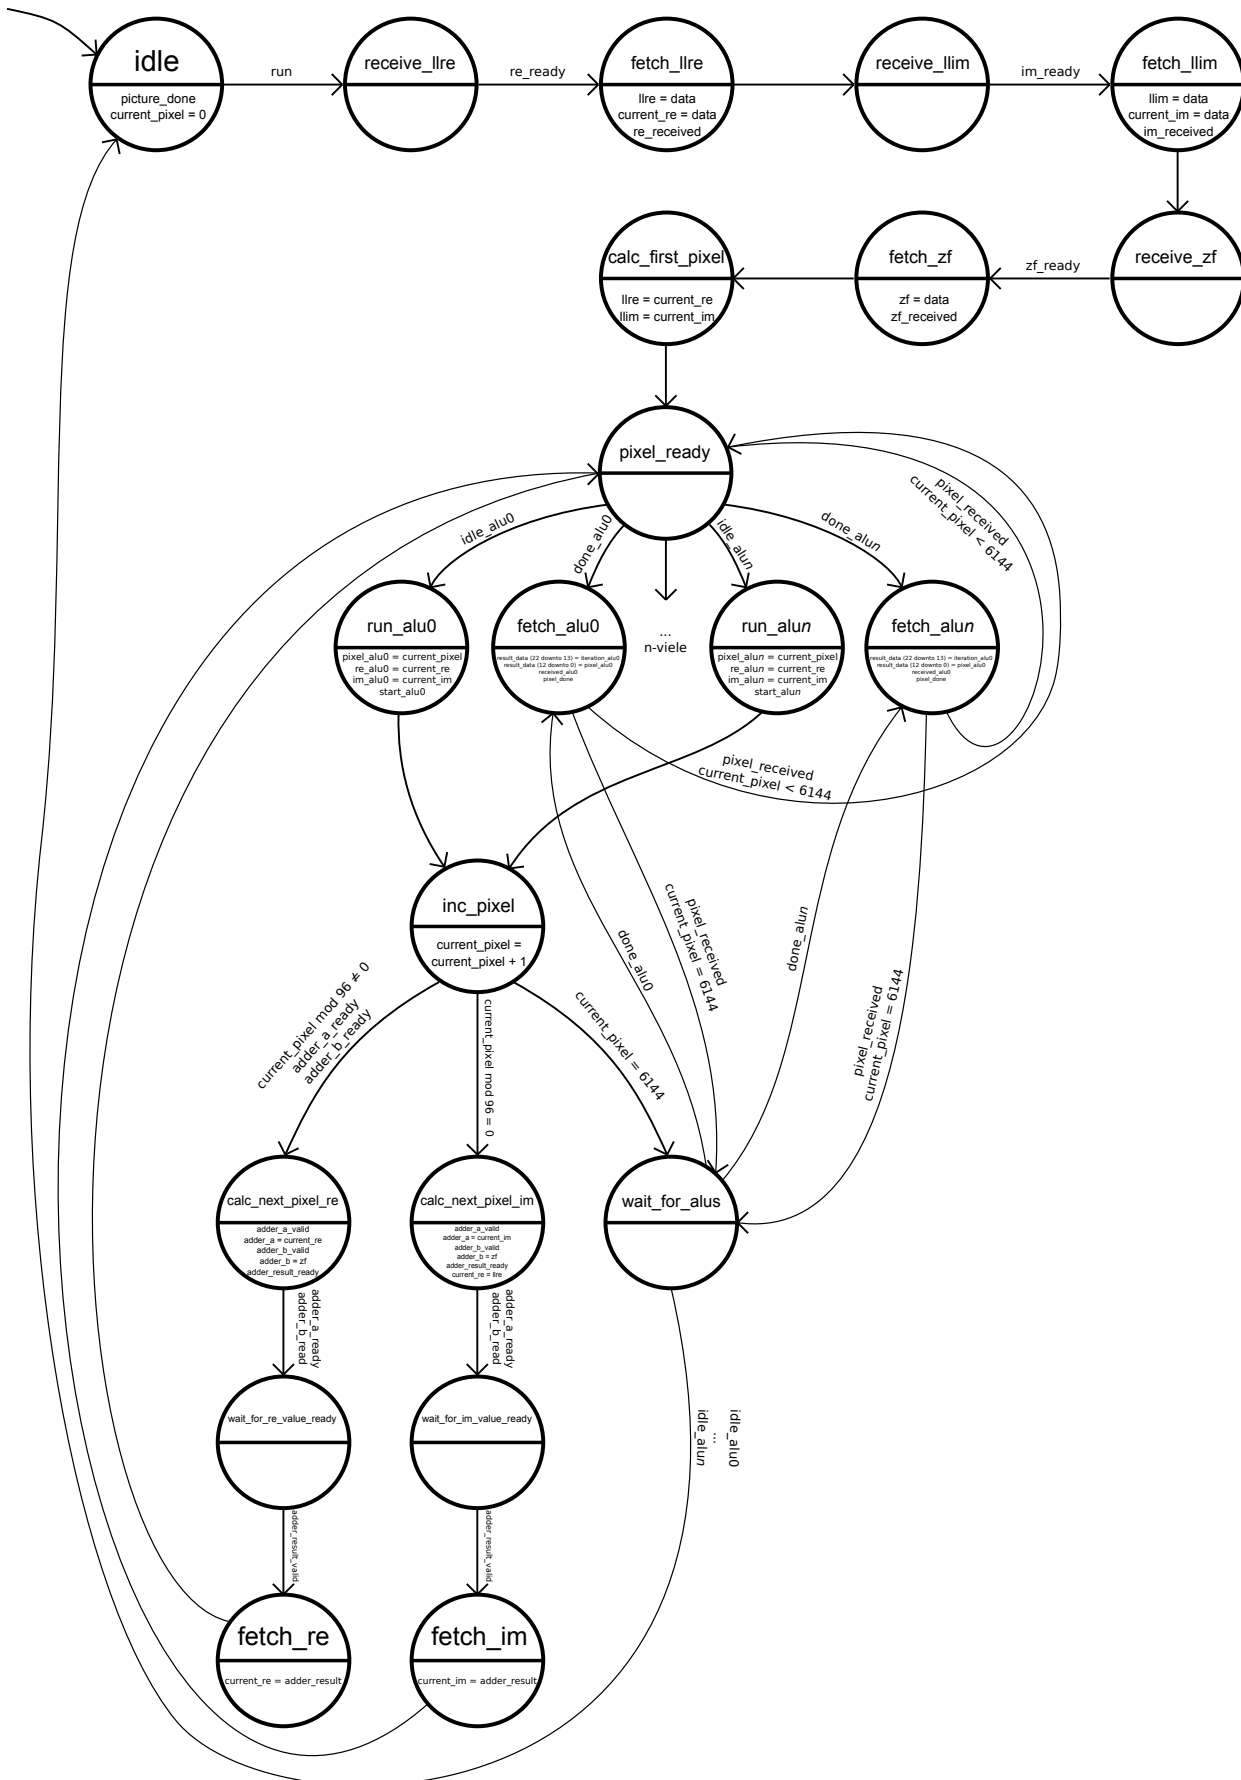 idle
picture_done
current_pixel = 0
run
receive_llre
re_ready
fetch_llre
llre = data
current_re = data
re_received
receive_llim
im_ready
fetch_llim
llim = data
current_im = data
im_received
calc_first_pixel
llre = current_re
llim = current_im
fetch_zf
zf = data
zf_received
zf_ready
receive_zf
pixel_ready
pixel_received
current_pixel < 6144
idle_alu0
done_alu0
idle_alun
done_alun
run_alu0
pixel_alu0 = current_pixel
re_alu0 = current_re
im_alu0 = current_im
start_alu0
fetch_alu0
result_data (22 downto 13) = iteration_alu0
result_data (12 downto 0) = pixel_alu0
received_alu0
pixel_done
...
n-viele
run_alun
pixel_alun = current_pixel
re_alun = current_re
im_alun = current_im
start_alun
fetch_alun
result_data (22 downto 13) = iteration_alu0
result_data (12 downto 0) = pixel_alu0
received_alu0
pixel_done
pixel_received
current_pixel < 6144
inc_pixel
current_pixel =
current_pixel + 1
done_alu0
pixel_received
current_pixel = 6144
done_alun
pixel_received
current_pixel = 6144
current_pixel mod 96 ≠ 0
adder_a_ready
adder_b_ready
current_pixel mod 96 = 0
current_pixel = 6144
calc_next_pixel_re
adder_a_valid
adder_a = current_re
adder_b_valid
adder_b = zf
adder_result_ready
calc_next_pixel_im
adder_a_valid
adder_a = current_im
adder_b_valid
adder_b = zf
adder_result_ready
current_re = llre
wait_for_alus
adder_a_ready
adder_b_read
adder_a_ready
adder_b_read
wait_for_re_value_ready
wait_for_im_value_ready
idle_alu0
...
idle_alun
adder_result_valid
adder_result_valid
fetch_re
current_re = adder_result
fetch_im
current_im = adder_result